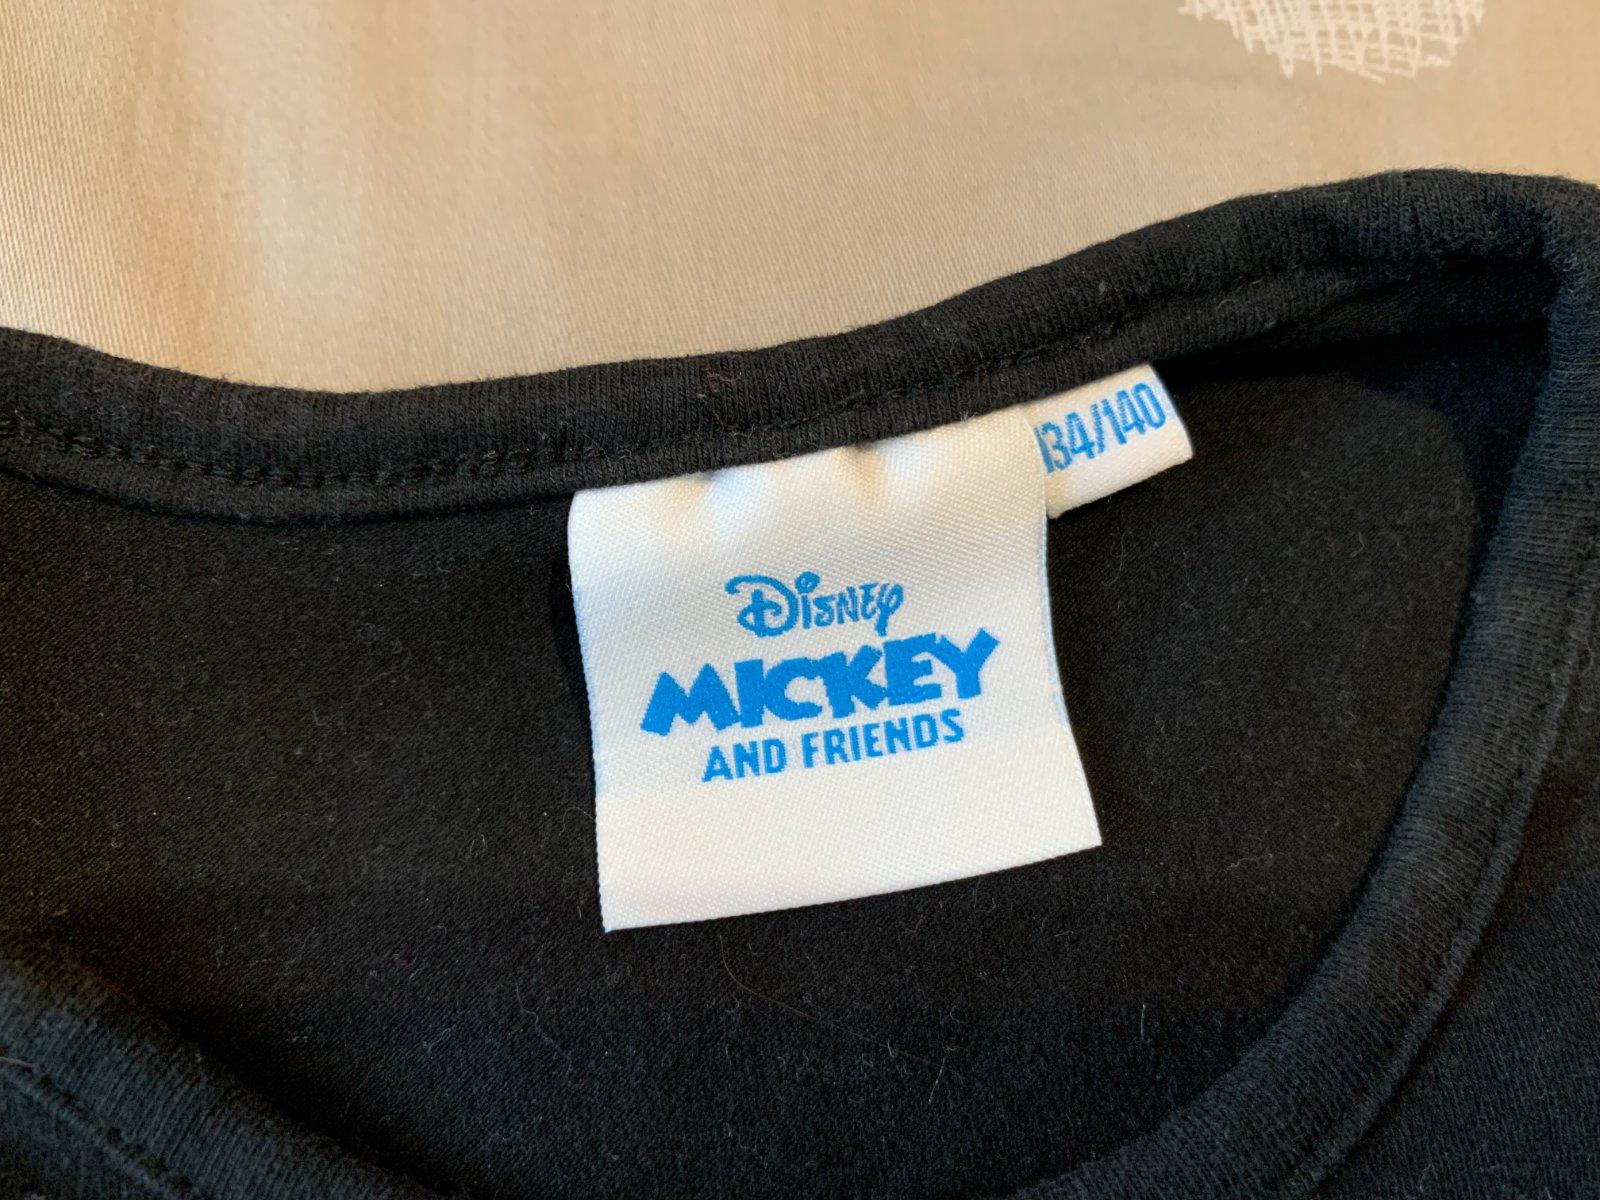 134/140
Disney
MICKEY
AND FRIENDS